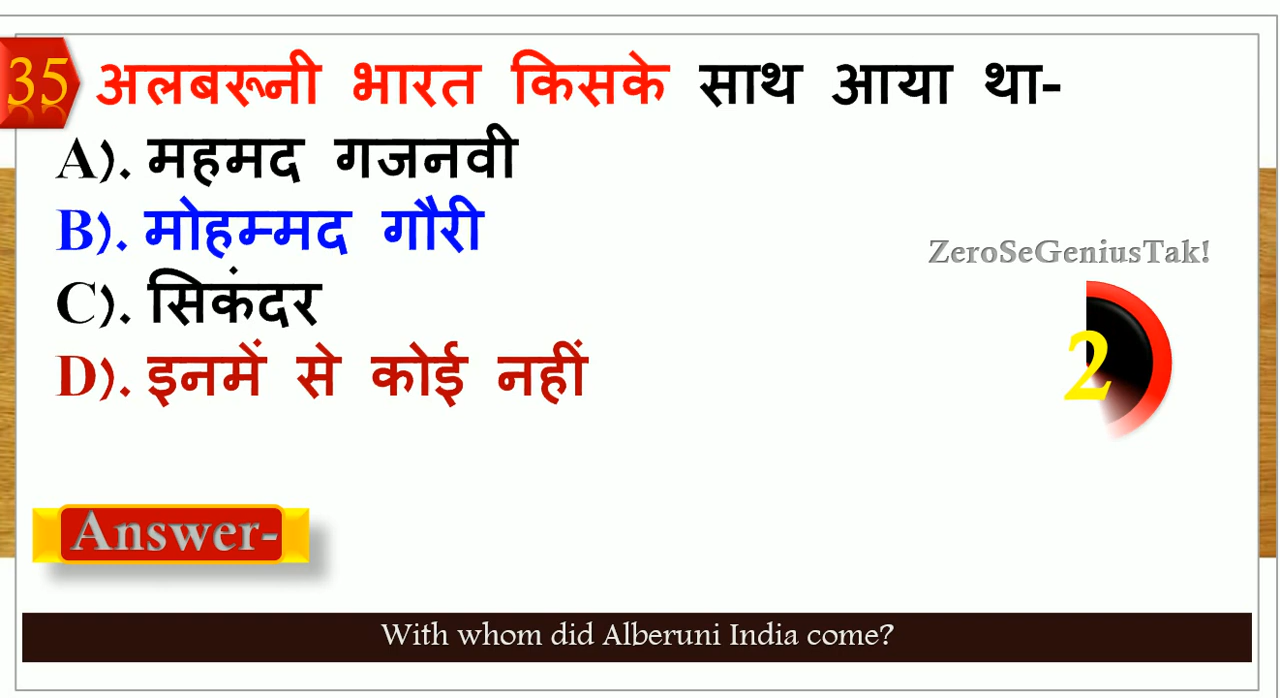 35 अलबरूनी भारत किसके साथ आया था-
A). महमद गजनवी
B). मोहम्मद गौरी
C). सिकंदर
D). इनमें से कोई नहीं
ZeroSeGeniusTak!
2
Answer-
With whom did Alberuni India come?